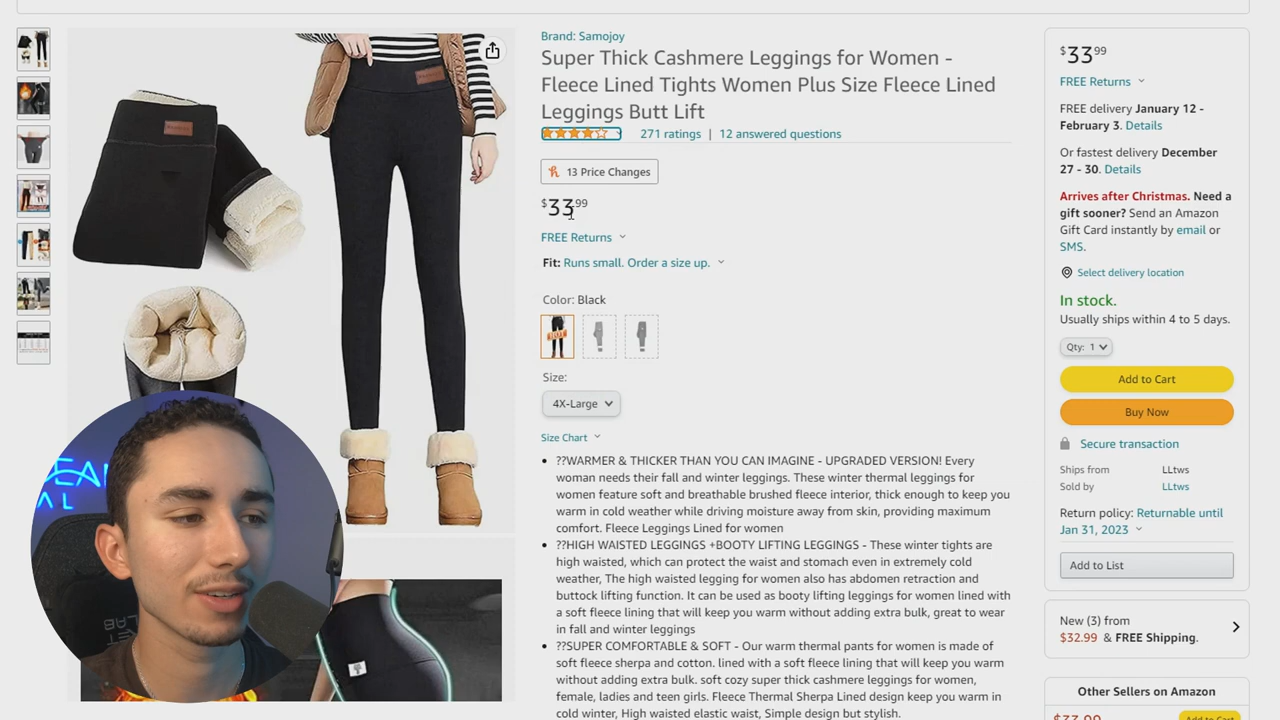 Brand: Samojoy
Super Thick Cashmere Leggings for Women -
Fleece Lined Tights Women Plus Size Fleece Lined
Leggings Butt Lift
271 ratings | 12 answered questions
13 Price Changes
$33.99
FREE Returns
Fit: Runs small. Order a size up.
Color: Black
Size:
4X-Large
Size Chart
• ??WARMER & THICKER THAN YOU CAN IMAGINE - UPGRADED VERSION! Every
woman needs their fall and winter leggings. These winter thermal leggings for
women feature soft and breathable brushed fleece interior, thick enough to keep you
warm in cold weather while driving moisture away from skin, providing maximum
comfort. Fleece Leggings Lined for women
• ??HIGH WAISTED LEGGINGS +BOOTY LIFTING LEGGINGS - These winter tights are
high waisted, which can protect the waist and stomach even in extremely cold
weather, The high waisted legging for women also has abdomen retraction and
buttock lifting function. It can be used as booty lifting leggings for women lined with
a soft fleece lining that will keep you warm without adding extra bulk, great to wear
in fall and winter leggings
• ??SUPER COMFORTABLE & SOFT - Our warm thermal pants for women is made of
soft fleece sherpa and cotton. lined with a soft fleece lining that will keep you warm
without adding extra bulk. soft cozy super thick cashmere leggings for women,
female, ladies and teen girls. Fleece Thermal Sherpa Lined design keep you warm in
cold winter, High waisted elastic waist, Simple design but stylish.
$33.99
FREE Returns
FREE delivery January 12 -
February 3. Details
Or fastest delivery December
27 - 30. Details
Arrives after Christmas. Need a
gift sooner? Send an Amazon
Gift Card instantly by email or
SMS.
Select delivery location
In stock.
Usually ships within 4 to 5 days.
Qty: 1
Add to Cart
Buy Now
Secure transaction
Ships from LLtws
Sold by LLtws
Return policy: Returnable until
Jan 31, 2023
Add to List
New (3) from
$32.99 & FREE Shipping.
Other Sellers on Amazon
$33.99
Add to Cart